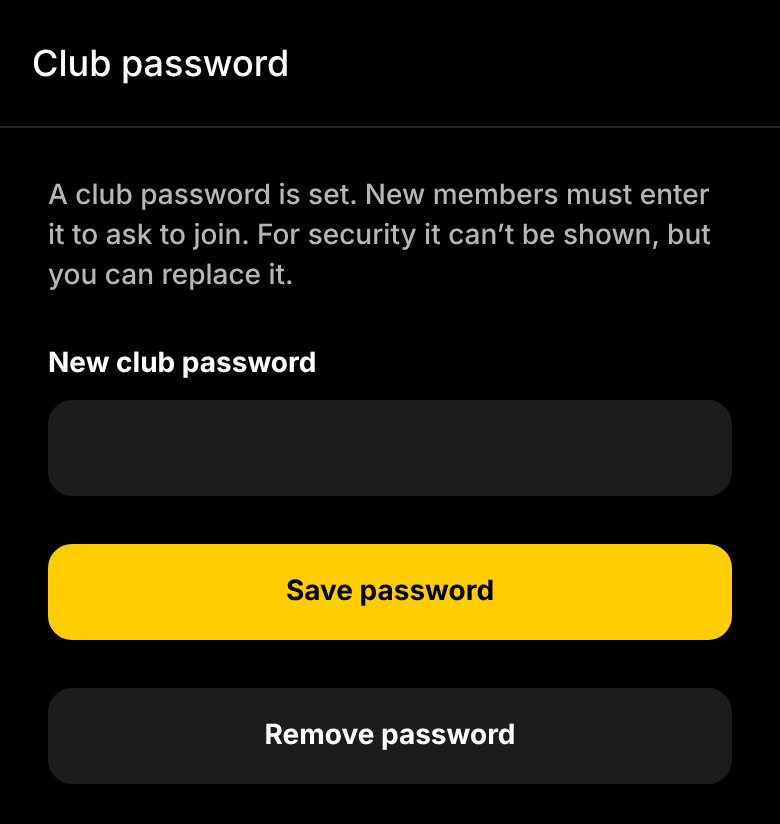 Club password
A club password is set. New members must enter
it to ask to join. For security it can’t be shown, but
you can replace it.
New club password
Save password
Remove password